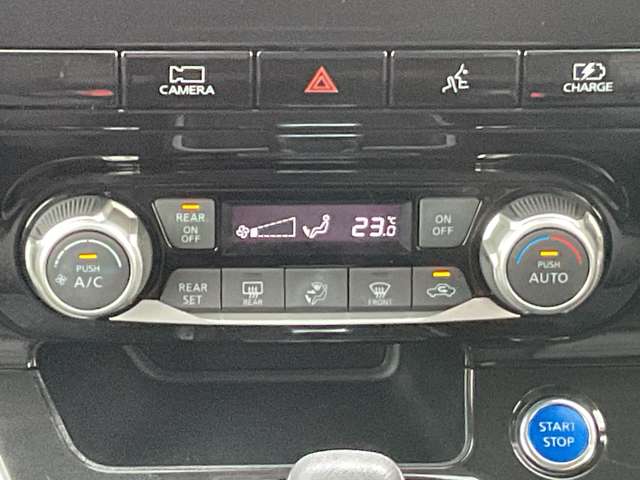 CAMERA
CHARGE
REAR
ON
OFF
23.0
°C
ON
OFF
PUSH
A/C
PUSH
AUTO
REAR
SET
REAR
FRONT
START
STOP